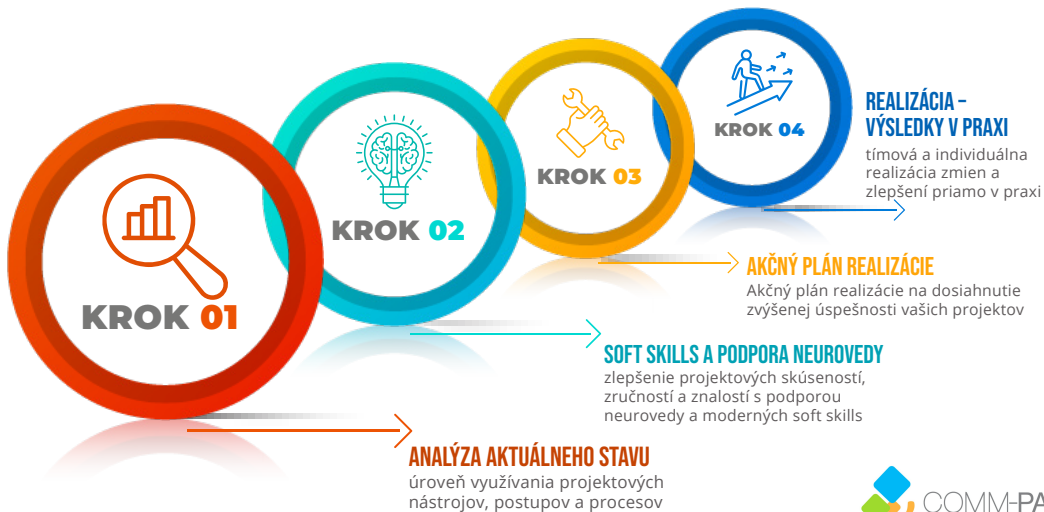 KROK 01
ANALÝZA AKTUÁLNEHO STAVU
úroveň využívania projektových
nástrojov, postupov a procesov
KROK 02
SOFT SKILLS A PODPORA NEUROVEDY
zlepšenie projektových skúseností,
zručností a znalostí s podporou
neurovedy a moderných soft skills
KROK 03
AKČNÝ PLÁN REALIZÁCIE
Akčný plán realizácie na dosiahnutie
zvýšenej úspešnosti vašich projektov
KROK 04
REALIZÁCIA –
VÝSLEDKY V PRAXI
tímová a individuálna
realizácia zmien a
zlepšení priamo v praxi
COMM-PA